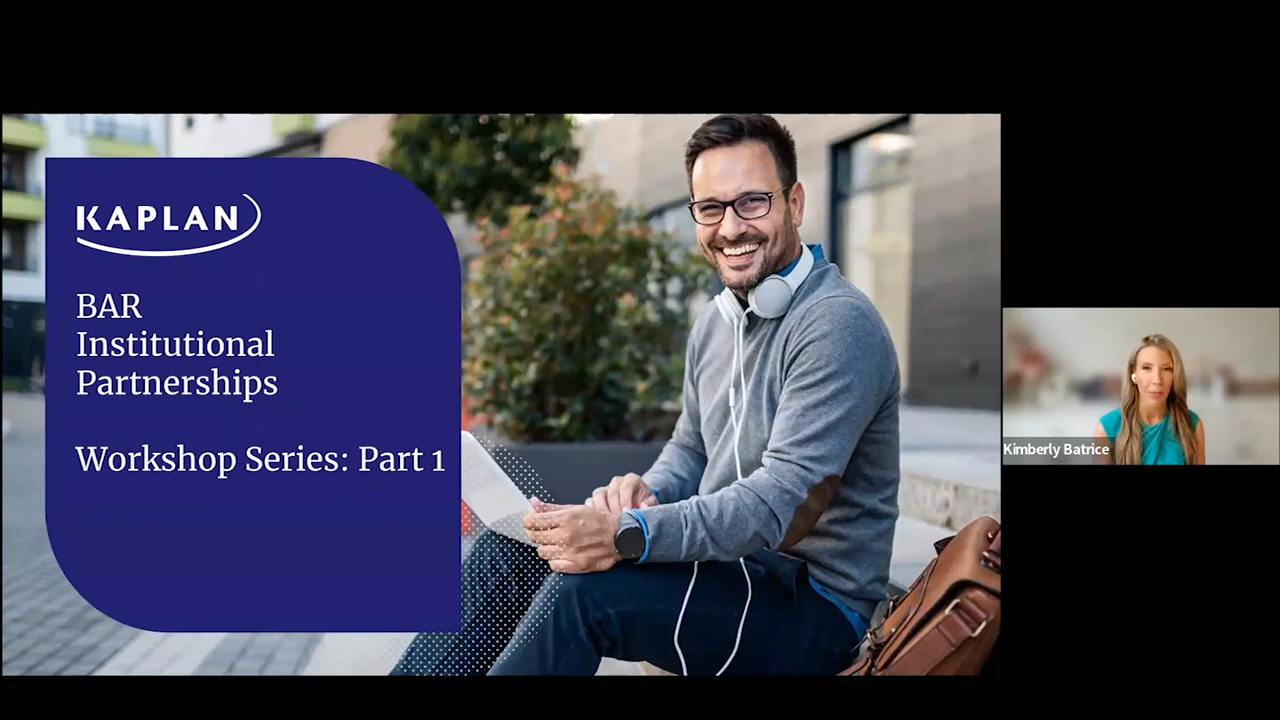 KAPLAN
BAR
Institutional
Partnerships
Workshop Series: Part 1
Kimberly Batrice